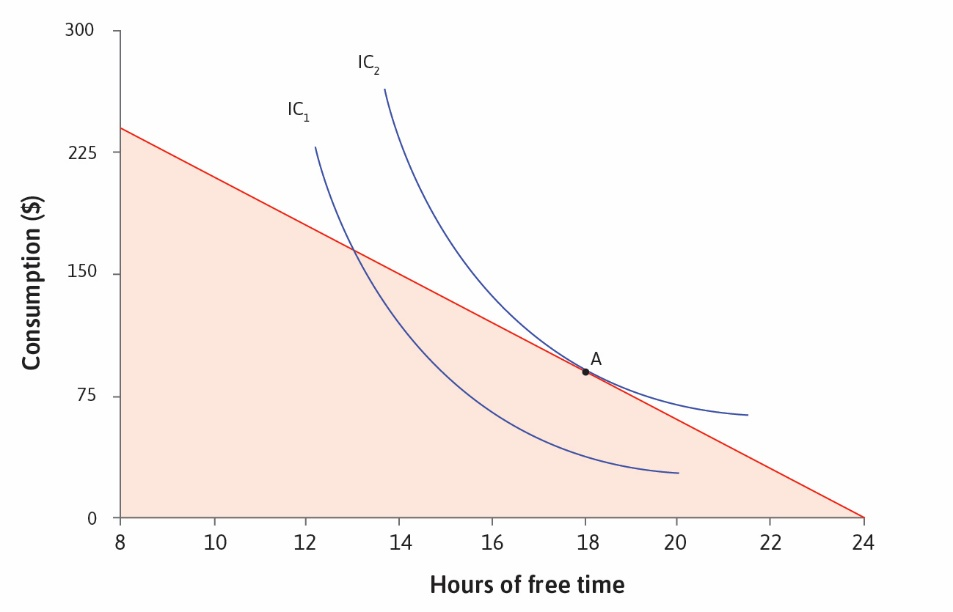 300
IC₂
IC₁
225
150
A
75
0
8 10 12 14 16 18 20 22 24
Consumption ($)
Hours of free time